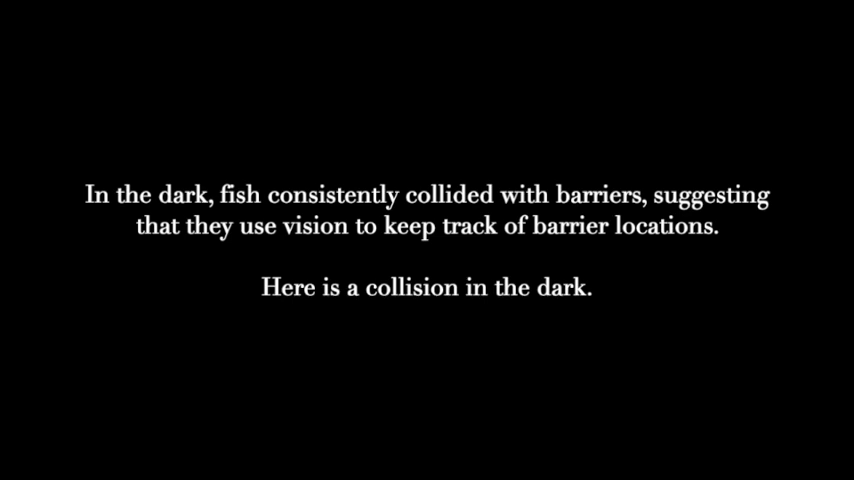 In the dark, fish consistently collided with barriers, suggesting
that they use vision to keep track of barrier locations.
Here is a collision in the dark.